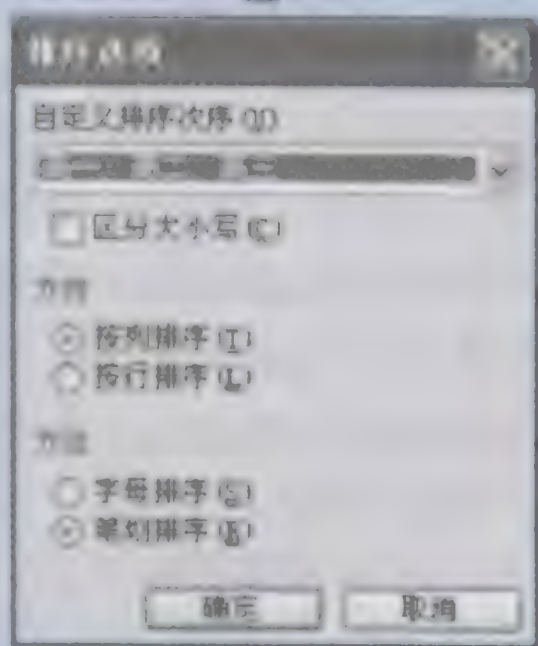 排序选项
自定义排序次序(U)
区分大小写(C)
方向
按列排序(T)
按行排序(L)
方法
字母排序(S)
笔划排序(R)
确定
取消